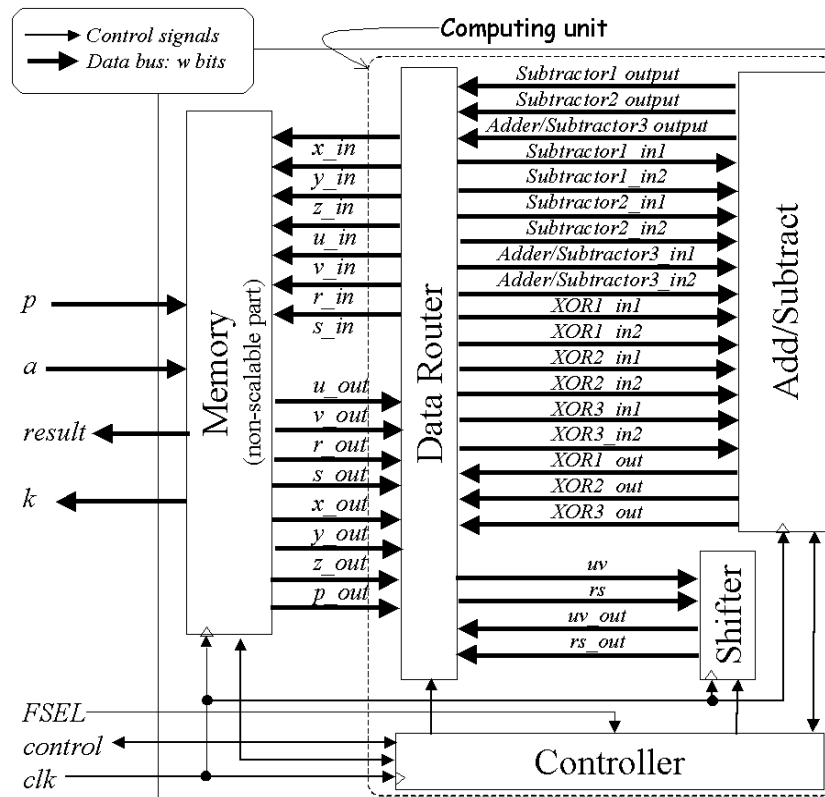 Control signals
Data bus: w bits
Computing unit
Subtractor1 output
Subtractor2 output
Adder/Subtractor3 output
Subtractor1_in1
Subtractor1_in2
Subtractor2_in1
Subtractor2_in2
Adder/Subtractor3_in1
Adder/Subtractor3_in2
XOR1_in1
XOR1_in2
XOR2_in1
XOR2_in2
XOR3_in1
XOR3_in2
XOR1_out
XOR2_out
XOR3_out
x_in
y_in
z_in
u_in
v_in
r_in
s_in
p
a
result
k
Memory
(non-scalable part)
Data Router
Add/Subtract
u_out
v_out
r_out
s_out
x_out
y_out
z_out
p_out
uv
rs
uv_out
rs_out
Shifter
FSEL
control
clk
Controller